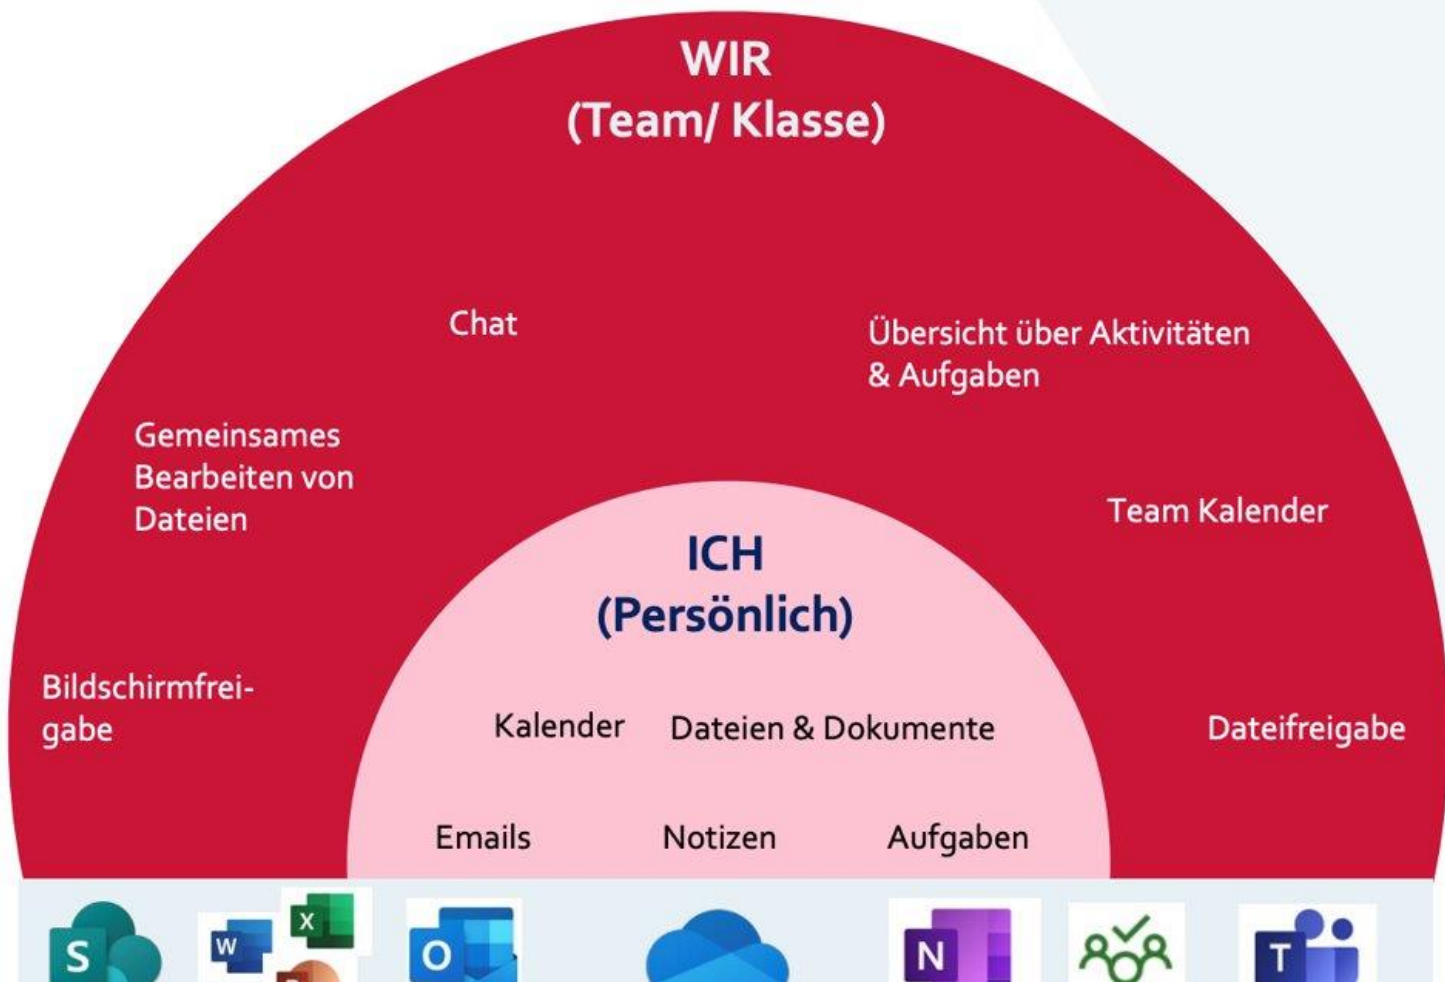 WIR
(Team/ Klasse)
Chat
Übersicht über Aktivitäten
& Aufgaben
Gemeinsames
Bearbeiten von
Dateien
Team Kalender
ICH
(Persönlich)
Bildschirmfrei-
gabe
Kalender
Dateien & Dokumente
Dateifreigabe
Emails
Notizen
Aufgaben
S
W
X
O
N
T